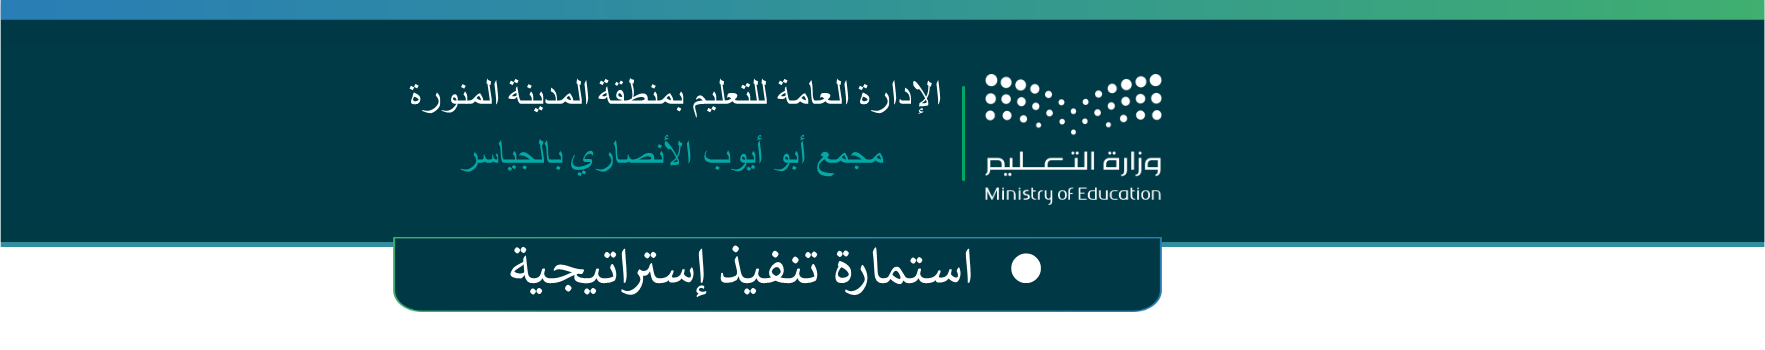 وزارة التعليم
Ministry of Education
الإدارة العامة للتعليم بمنطقة المدينة المنورة
مجمع أبو أيوب الأنصاري بالجياسر
● استمارة تنفيذ إستراتيجية